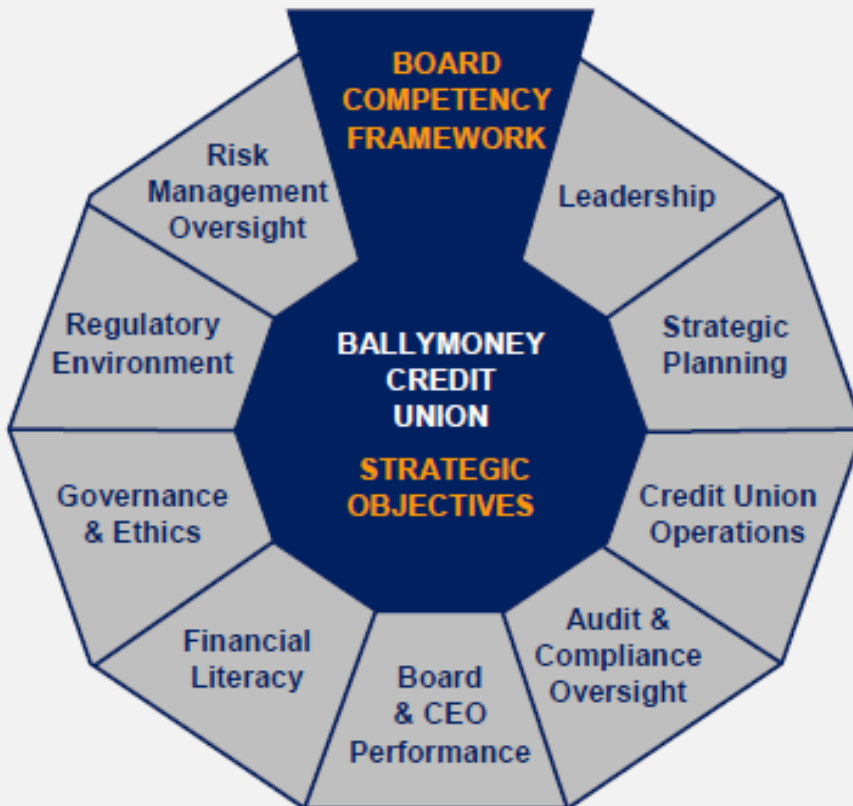 BOARD
COMPETENCY
FRAMEWORK
Leadership
Strategic
Planning
Credit Union
Operations
Audit &
Compliance
Oversight
Board
& CEO
Performance
Financial
Literacy
Governance
& Ethics
Regulatory
Environment
Risk
Management
Oversight
BALLYMONEY
CREDIT
UNION
STRATEGIC
OBJECTIVES